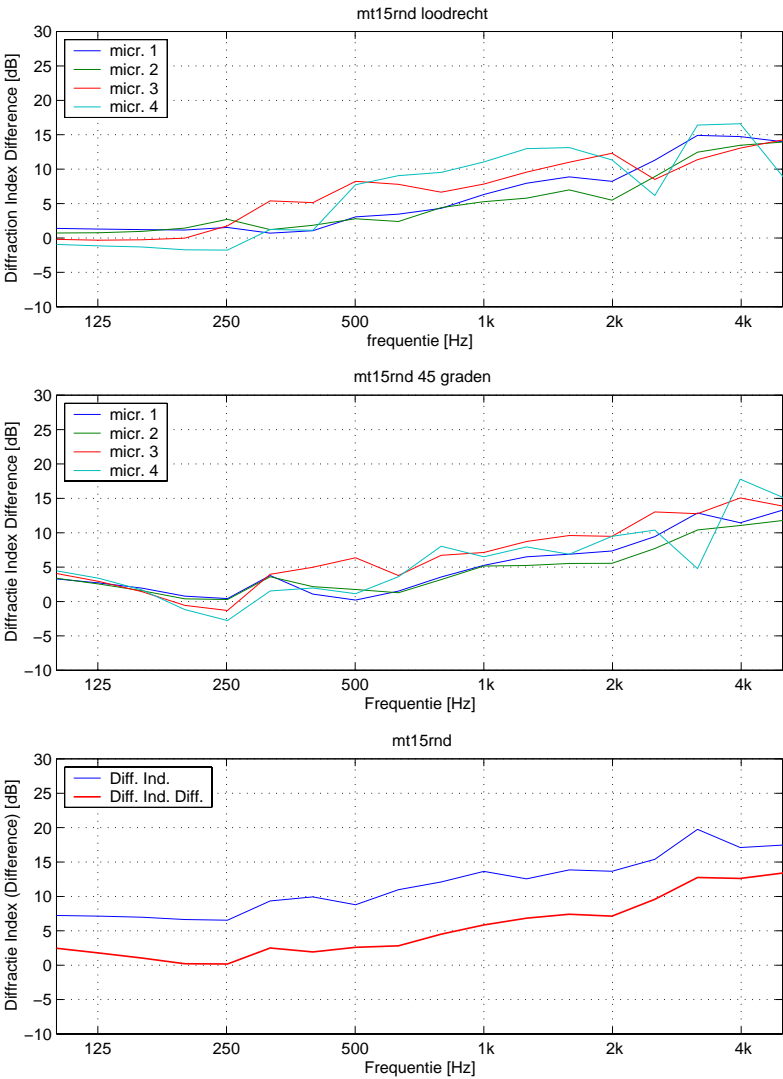 mt15rnd loodrecht
Diffraction Index Difference [dB]
30
25
20
15
10
5
0
−5
−10
micr. 1
micr. 2
micr. 3
micr. 4
125 250 500 1k 2k 4k
frequentie [Hz]
mt15rnd 45 graden
Diffractie Index Difference [dB]
30
25
20
15
10
5
0
−5
−10
micr. 1
micr. 2
micr. 3
micr. 4
125 250 500 1k 2k 4k
Frequentie [Hz]
mt15rnd
Diffractie Index (Difference) [dB]
30
25
20
15
10
5
0
−5
−10
Diff. Ind.
Diff. Ind. Diff.
125 250 500 1k 2k 4k
Frequentie [Hz]